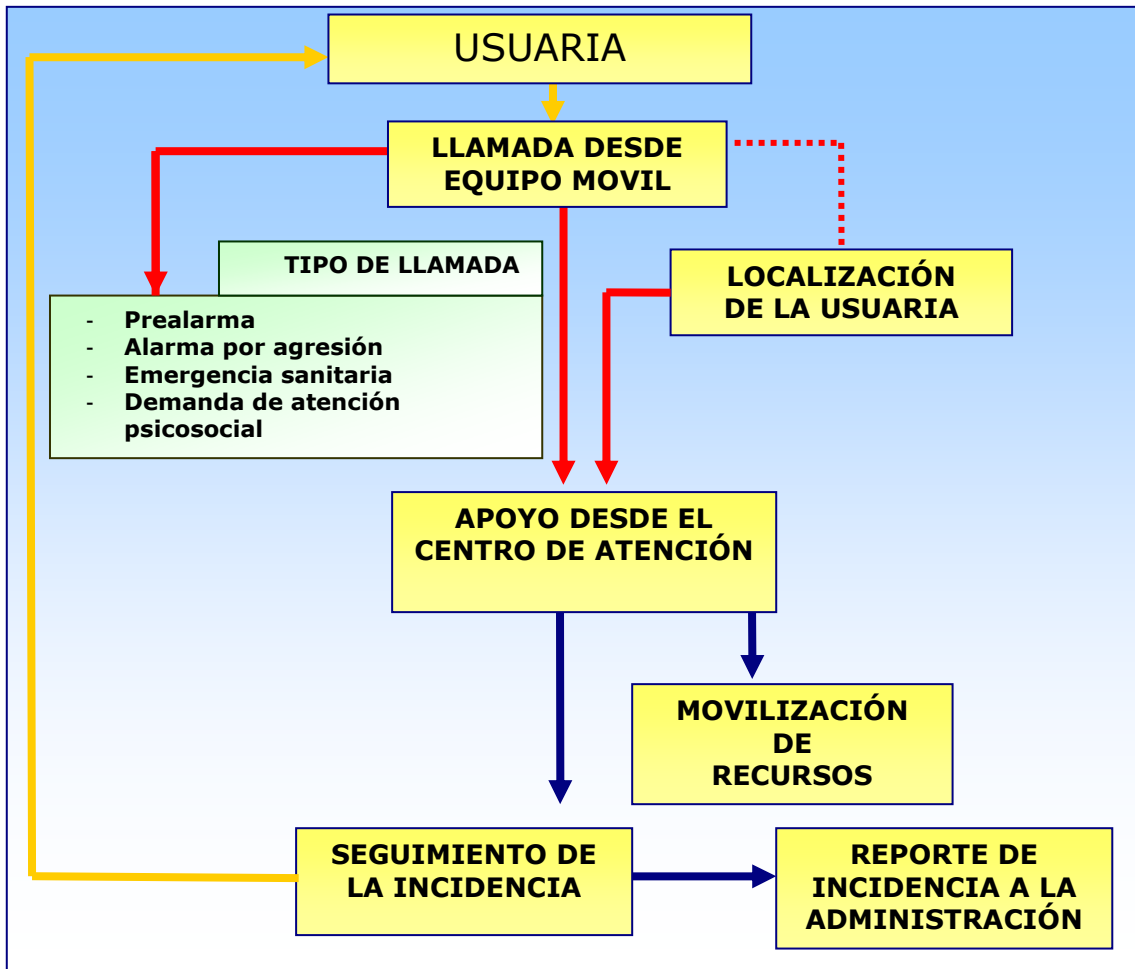 USUARIA
LLAMADA DESDE
EQUIPO MOVIL
TIPO DE LLAMADA
- Prealarma
- Alarma por agresión
- Emergencia sanitaria
- Demanda de atención
psicosocial
LOCALIZACIÓN
DE LA USUARIA
APOYO DESDE EL
CENTRO DE ATENCIÓN
MOVILIZACIÓN
DE
RECURSOS
SEGUIMIENTO DE
LA INCIDENCIA
REPORTE DE
INCIDENCIA A LA
ADMINISTRACIÓN